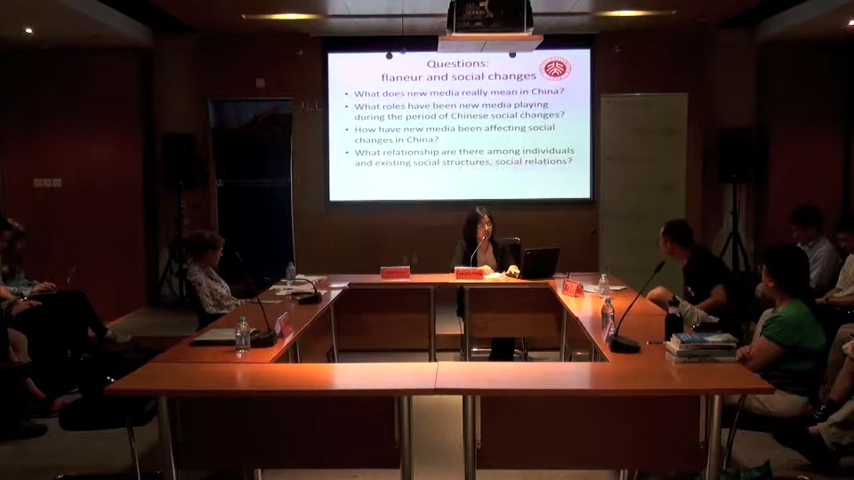 Questions:
flaneur and social changes
• What does new media really mean in China?
• What roles have been new media playing
during the period of Chinese social changes?
• How have new media been affecting social
changes in China?
• What relationship are there among individuals
and existing social structures, social relations?